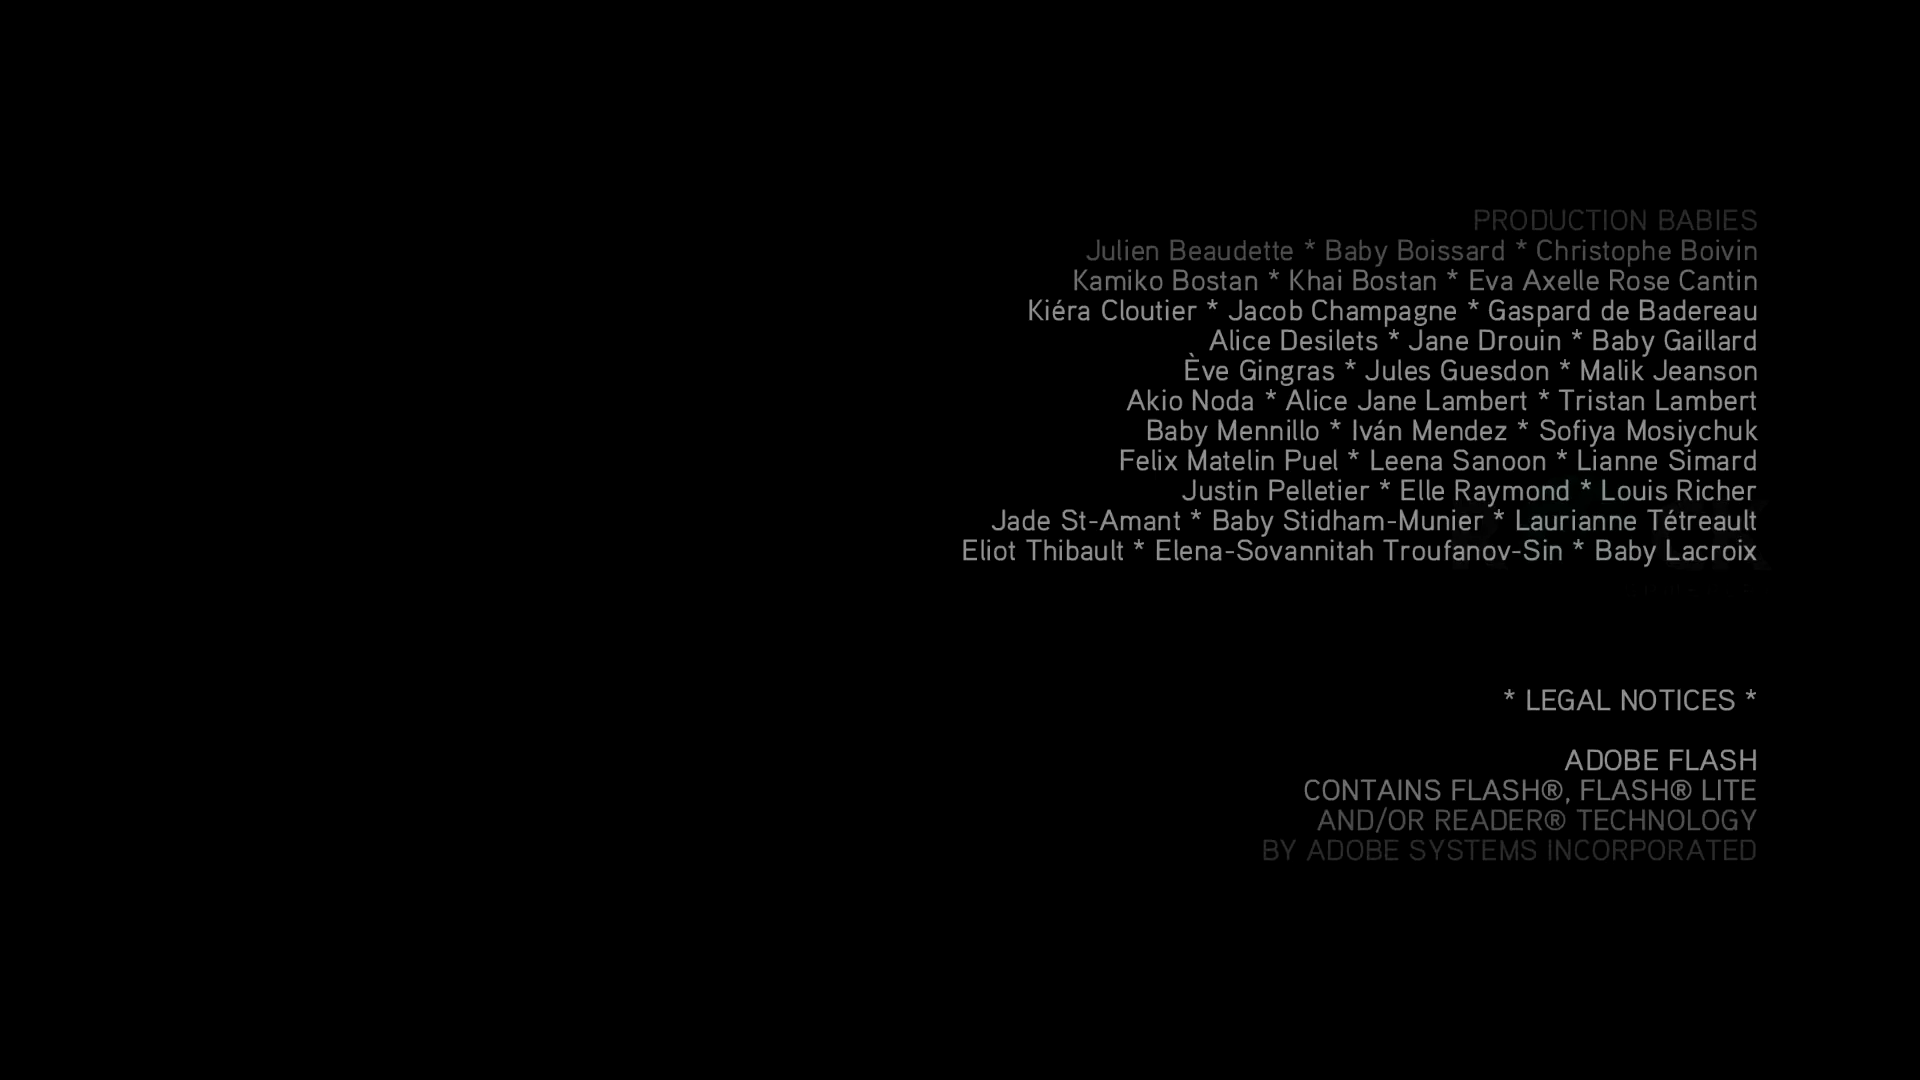 PRODUCTION BABIES
Julien Beaudette * Baby Boissard * Christophe Boivin
Kamiko Bostan * Khai Bostan * Eva Axelle Rose Cantin
Kiéra Cloutier * Jacob Champagne * Gaspard de Badereau
Alice Desilets * Jane Drouin * Baby Gaillard
Ève Gingras * Jules Guesdon * Malik Jeanson
Akio Noda * Alice Jane Lambert * Tristan Lambert
Baby Mennillo * Iván Mendez * Sofiya Mosiychuk
Felix Matelin Puel * Leena Sanoon * Lianne Simard
Justin Pelletier * Elle Raymond * Louis Richer
Jade St-Amant * Baby Stidham-Munier * Laurianne Tétreault
Eliot Thibault * Elena-Sovannitah Troufanov-Sin * Baby Lacroix
* LEGAL NOTICES *
ADOBE FLASH
CONTAINS FLASH®, FLASH® LITE
AND/OR READER® TECHNOLOGY
BY ADOBE SYSTEMS INCORPORATED